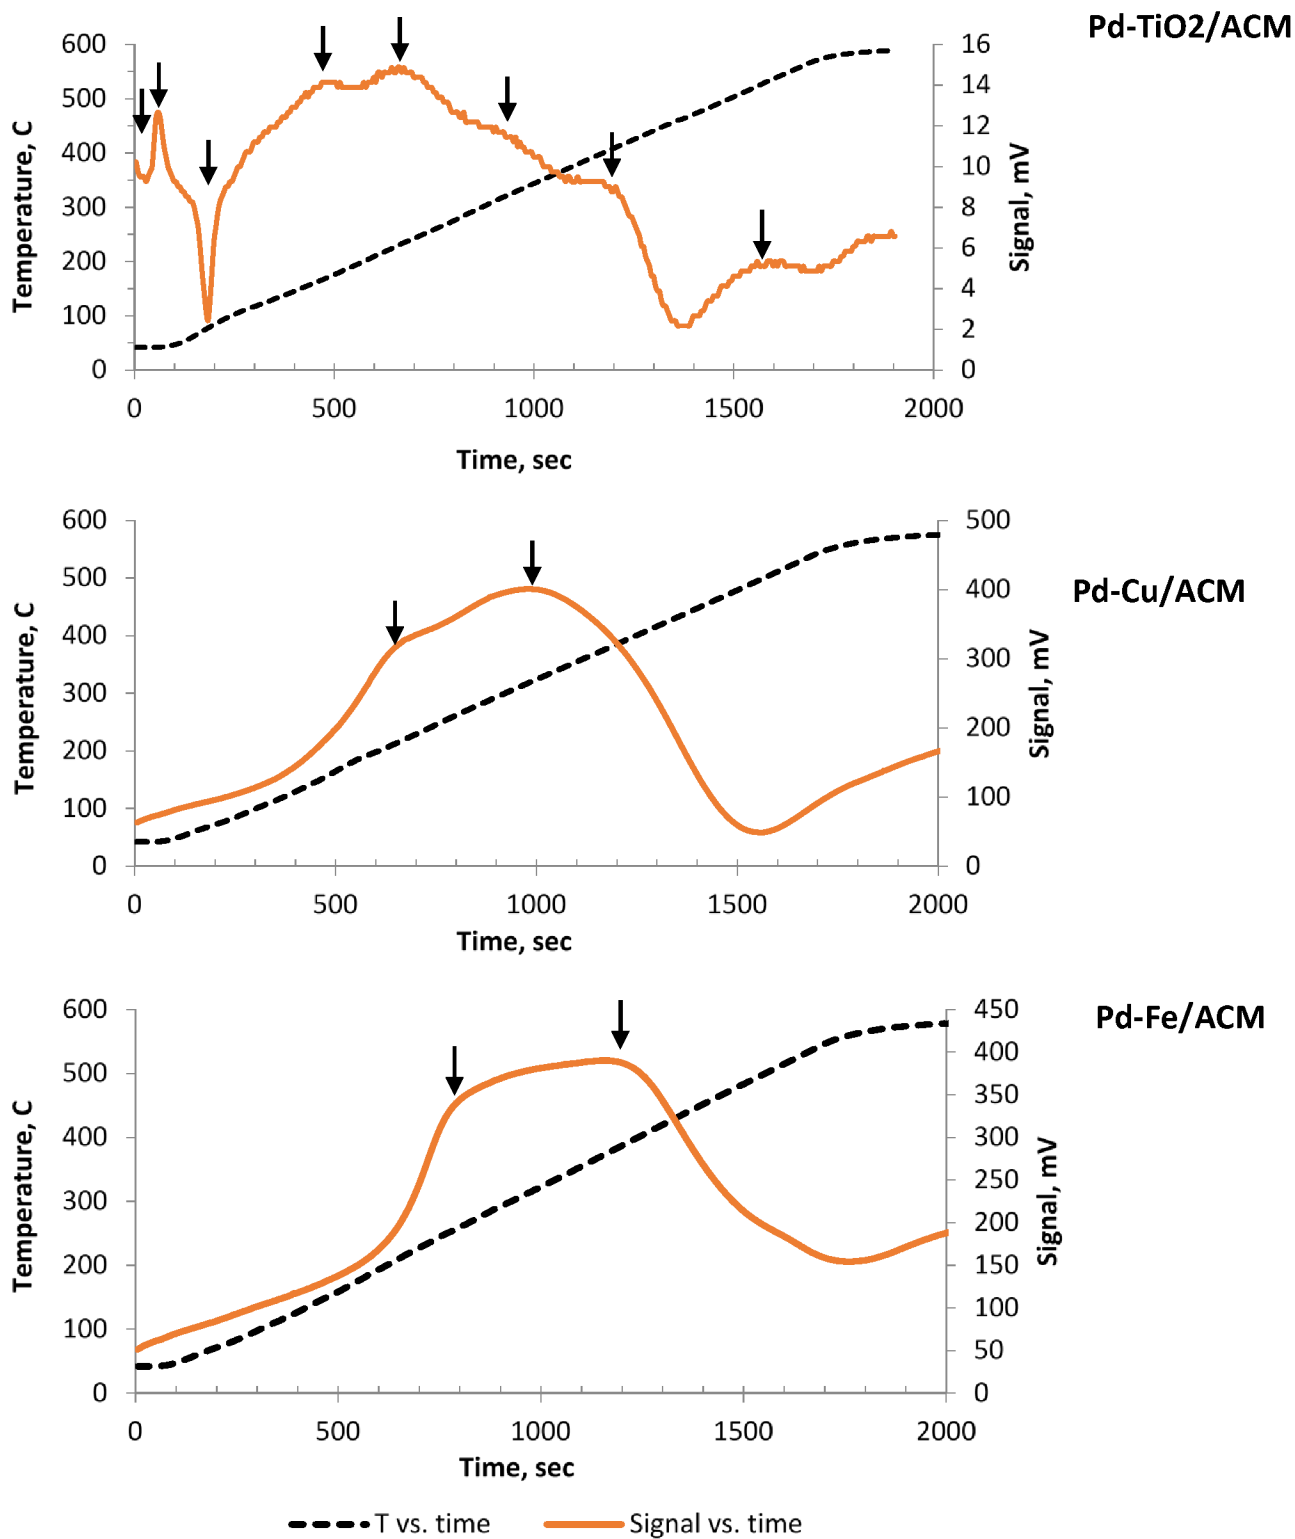 Pd-TiO2/ACM
Temperature, C
600
500
400
300
200
100
0
16
14
12
10
8
6
4
2
0
Signal, mV
0 500 1000 1500 2000
Time, sec
Pd-Cu/ACM
Temperature, C
600
500
400
300
200
100
0
500
400
300
200
100
0
Signal, mV
0 500 1000 1500 2000
Time, sec
Pd-Fe/ACM
Temperature, C
600
500
400
300
200
100
0
450
400
350
300
250
200
150
100
50
0
Signal, mV
0 500 1000 1500 2000
Time, sec
T vs. time Signal vs. time